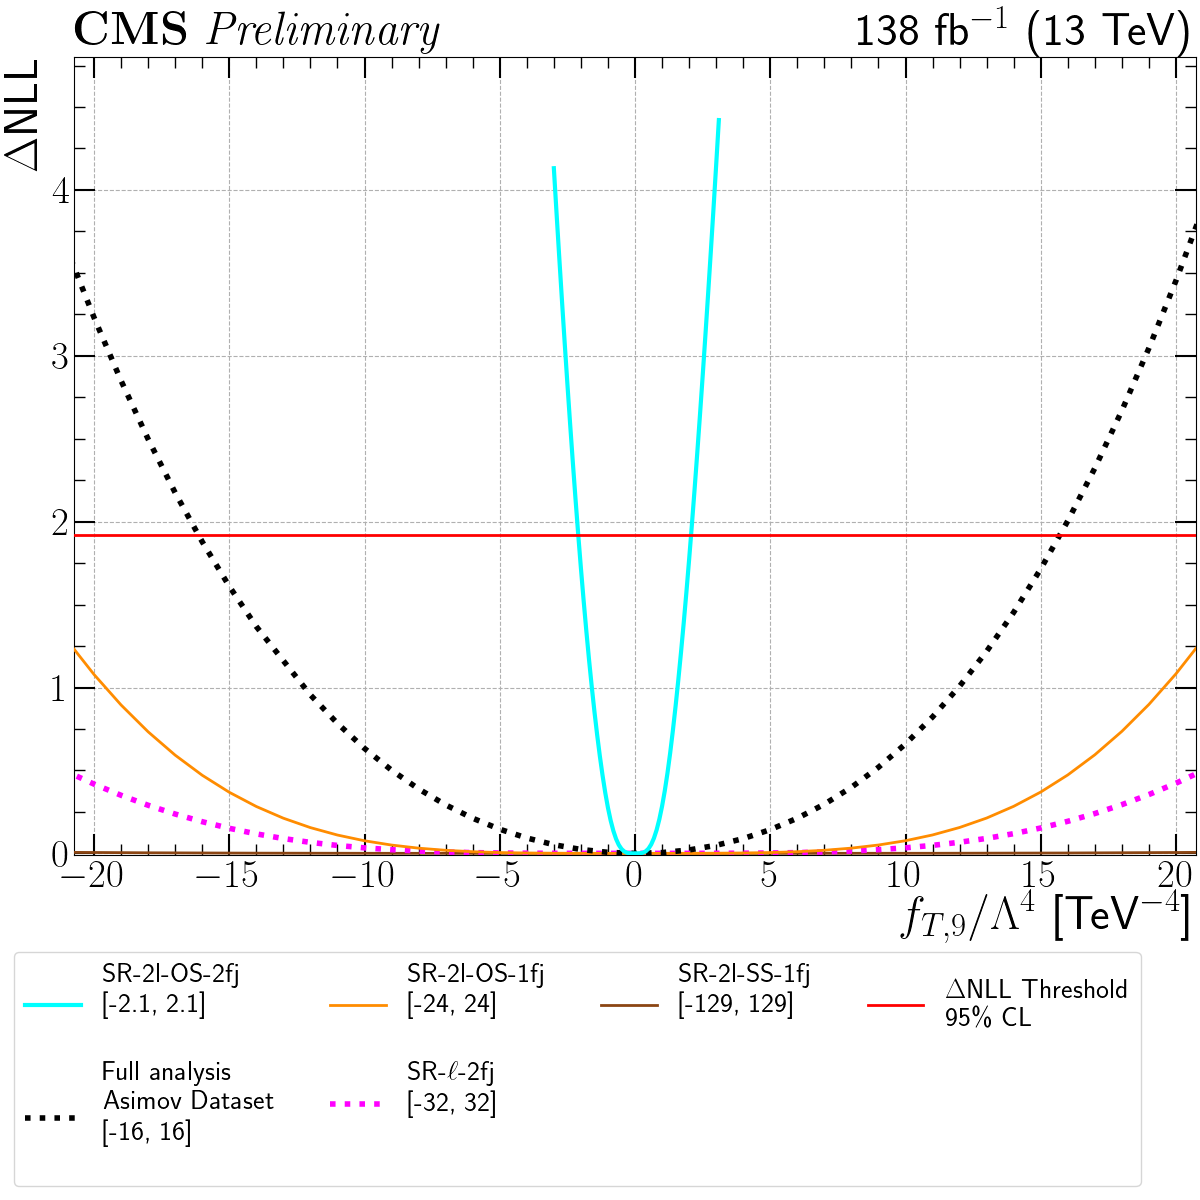 CMS Preliminary
138 fb⁻¹ (13 TeV)
ΔNLL
4
3
2
1
0
−20 −15 −10 −5 0 5 10 15 20
f_{T,9}/Λ⁴ [TeV⁻⁴]
SR-2l-OS-2fj
[-2.1, 2.1]
SR-2l-OS-1fj
[-24, 24]
SR-2l-SS-1fj
[-129, 129]
ΔNLL Threshold
95% CL
Full analysis
Asimov Dataset
[-16, 16]
SR-ℓ-2fj
[-32, 32]